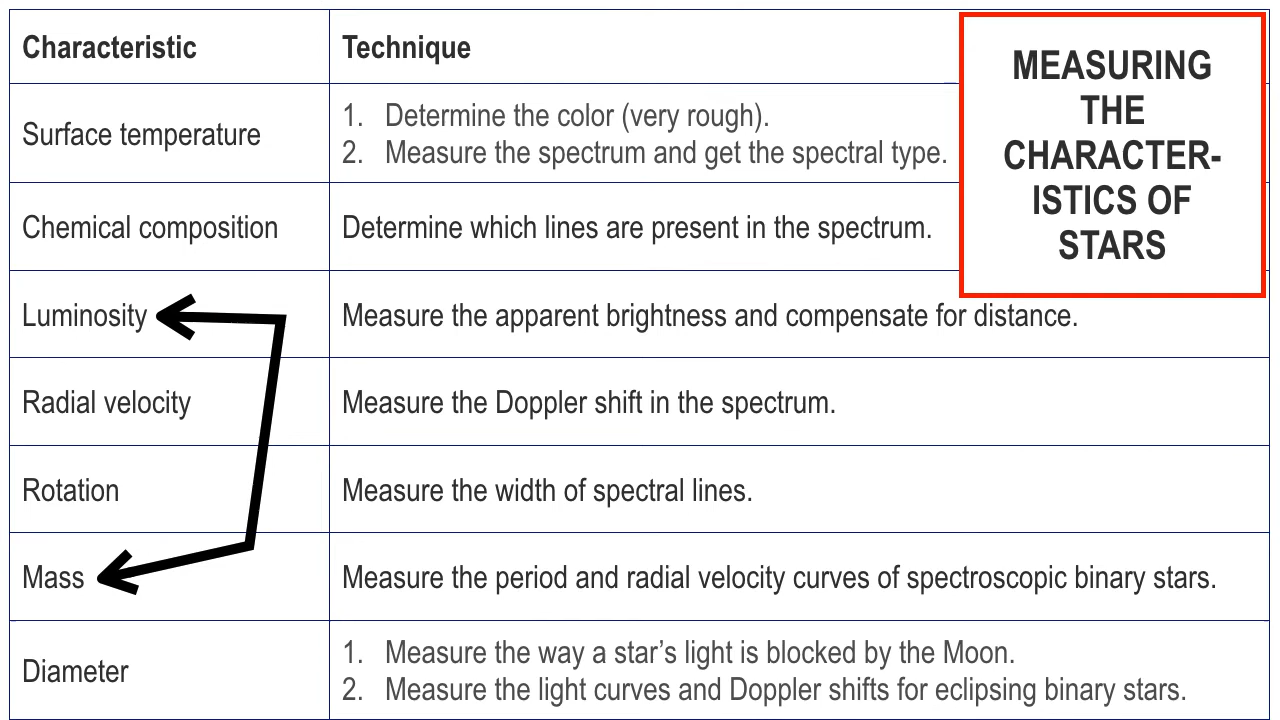 Characteristic
Technique
MEASURING
THE
CHARACTER-
ISTICS OF
STARS
Surface temperature
1. Determine the color (very rough).
2. Measure the spectrum and get the spectral type.
Chemical composition
Determine which lines are present in the spectrum.
Luminosity
Measure the apparent brightness and compensate for distance.
Radial velocity
Measure the Doppler shift in the spectrum.
Rotation
Measure the width of spectral lines.
Mass
Measure the period and radial velocity curves of spectroscopic binary stars.
Diameter
1. Measure the way a star’s light is blocked by the Moon.
2. Measure the light curves and Doppler shifts for eclipsing binary stars.